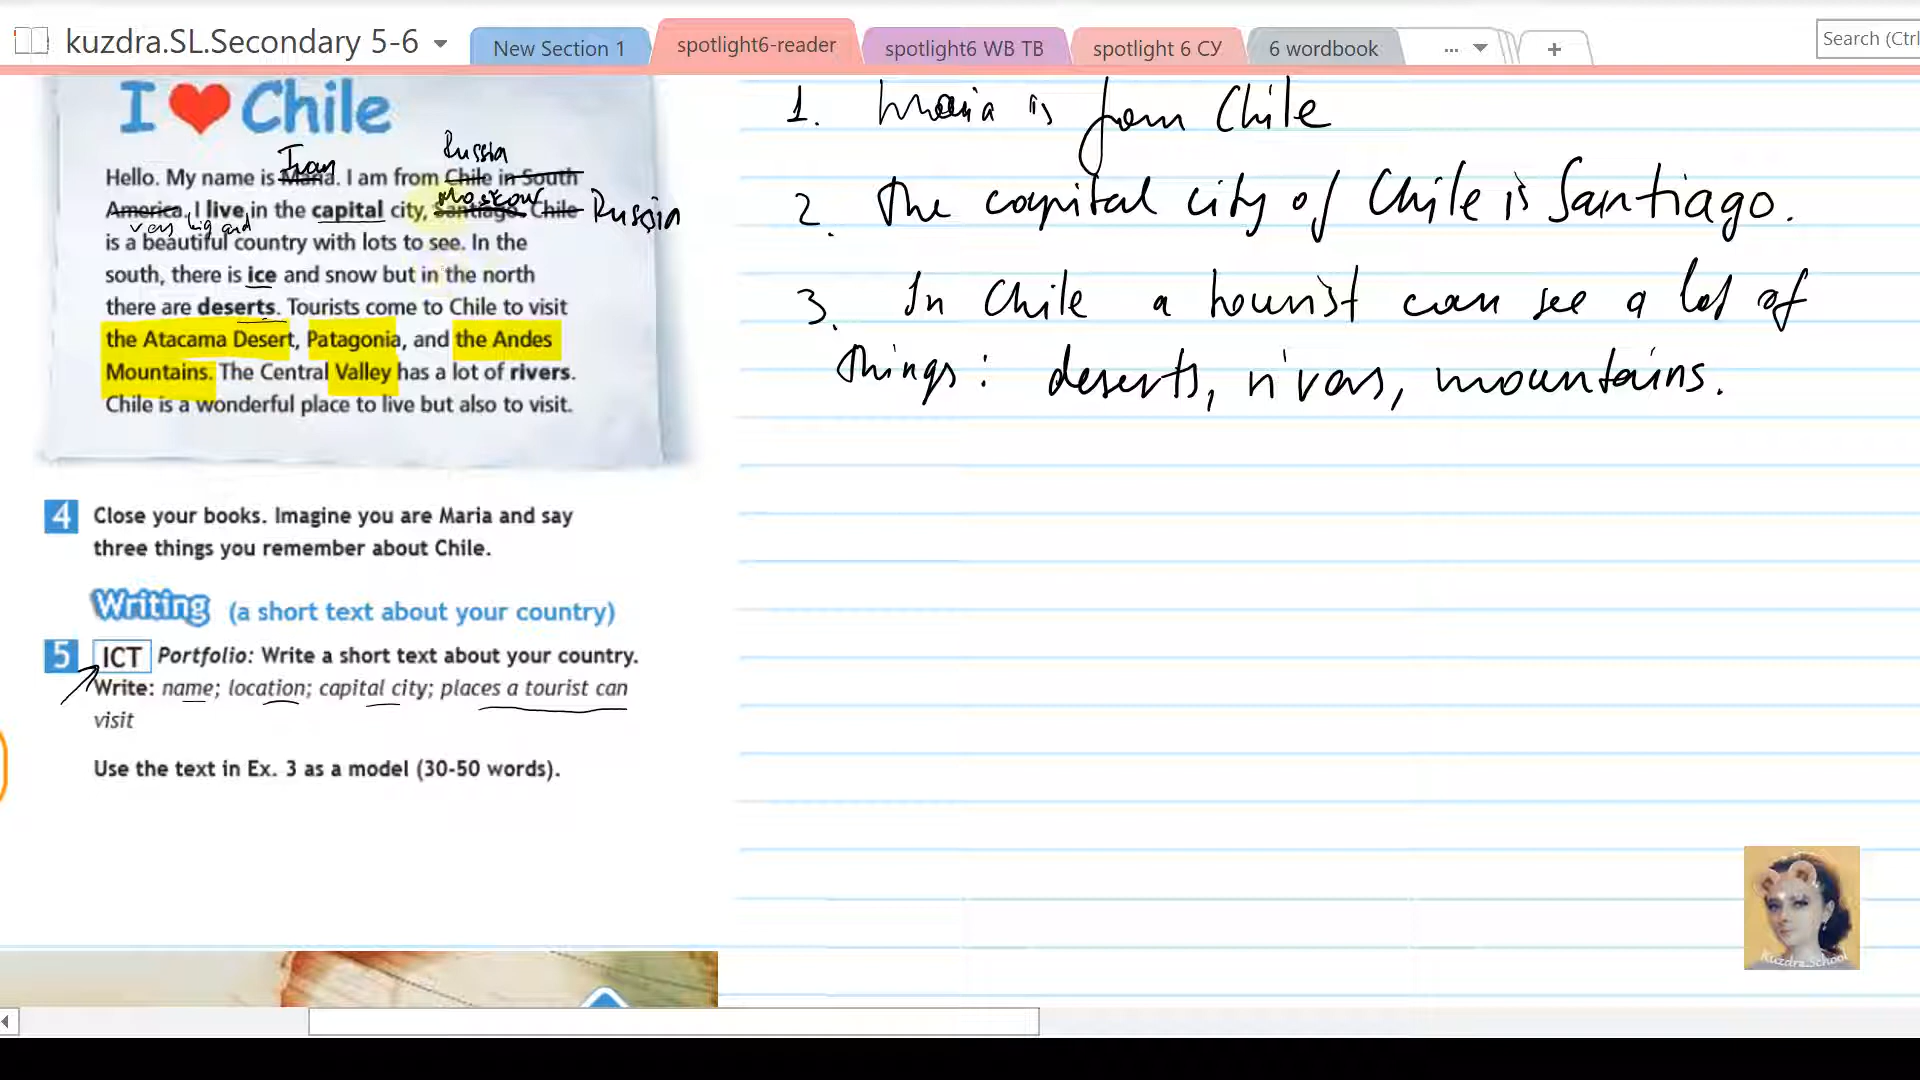 kuzdra.SL.Secondary 5-6
New Section 1
spotlight6-reader
spotlight6 WB TB
spotlight 6 СУ
6 wordbook
...
+
Search (Ctrl
I ❤ Chile
Russia
Ivan
Hello. My name is Maria. I am from Chile in South
Moskow
America. I live in the capital city, Santiago. Chile Russia
very big and
is a beautiful country with lots to see. In the
south, there is ice and snow but in the north
there are deserts. Tourists come to Chile to visit
the Atacama Desert, Patagonia, and the Andes
Mountains. The Central Valley has a lot of rivers.
Chile is a wonderful place to live but also to visit.
4 Close your books. Imagine you are Maria and say
three things you remember about Chile.
Writing (a short text about your country)
5 ICT Portfolio: Write a short text about your country.
Write: name; location; capital city; places a tourist can
visit
Use the text in Ex. 3 as a model (30-50 words).
1. Maria is from Chile
2. The capital city of Chile is Santiago.
3. In Chile a tourist can see a lot of
things: deserts, rivers, mountains.
Kuzdra.School